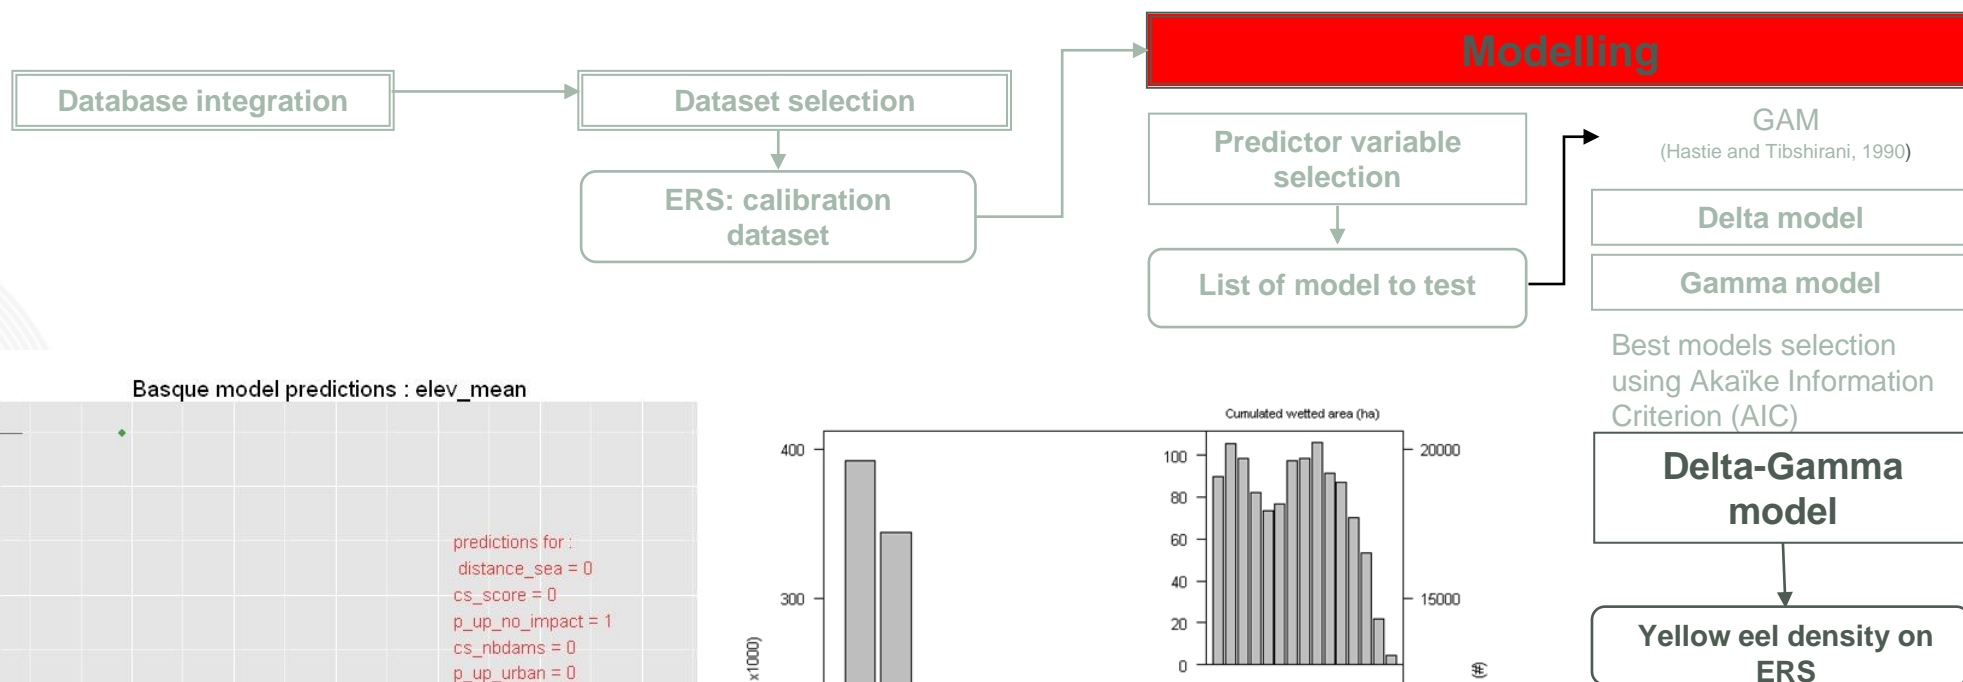 Modelling
Database integration
Dataset selection
ERS: calibration
dataset
Predictor variable
selection
List of model to test
GAM
(Hastie and Tibshirani, 1990)
Delta model
Gamma model
Best models selection
using Akaïke Information
Criterion (AIC)
Delta-Gamma
model
Yellow eel density on
ERS
Basque model predictions : elev_mean
predictions for :
distance_sea = 0
cs_score = 0
p_up_no_impact = 1
cs_nbdams = 0
p_up_urban = 0
400
300
x1000)
Cumulated wetted area (ha)
100
80
60
40
20
0
20000
15000
(#)